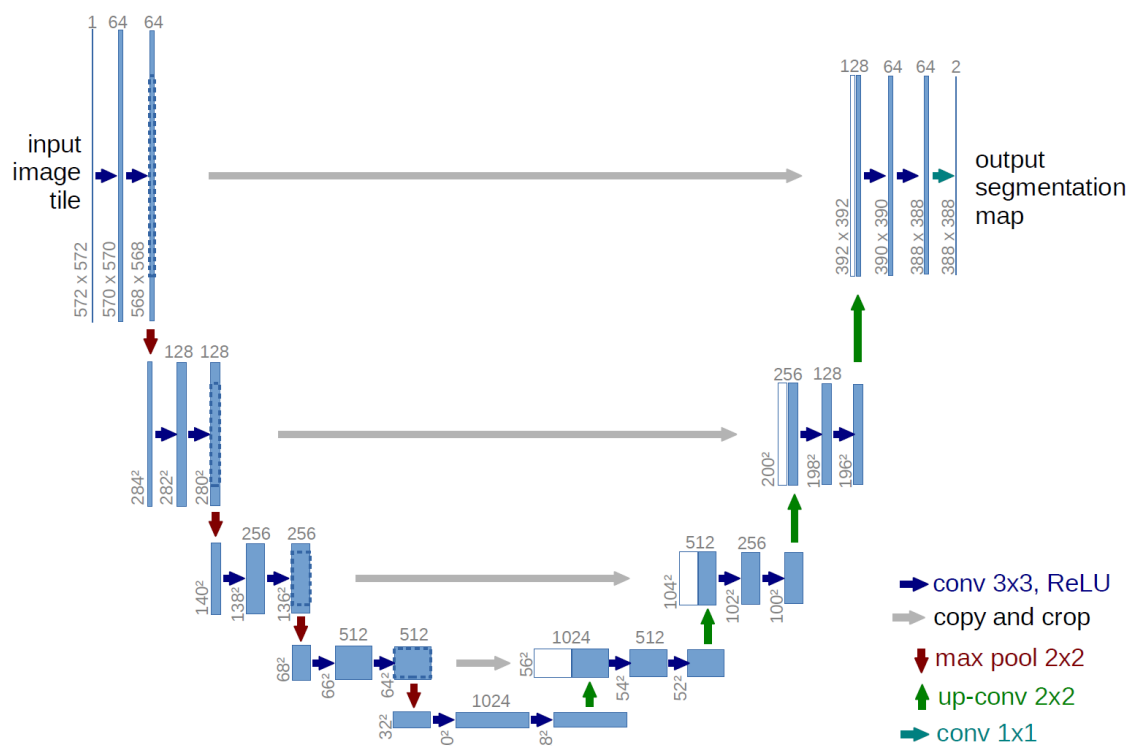 1 64 64
input
image
tile
572 x 572
570 x 570
568 x 568
128 64 64 2
output
segmentation
map
392 x 392
390 x 390
388 x 388
388 x 388
128 128
284²
282²
280²
256 128
200²
198²
196²
256 256
140²
138²
136²
512 256
104²
102²
100²
512 512
68²
66²
64²
1024 512
56²
54²
52²
1024
32²
0²
8²
conv 3x3, ReLU
copy and crop
max pool 2x2
up-conv 2x2
conv 1x1